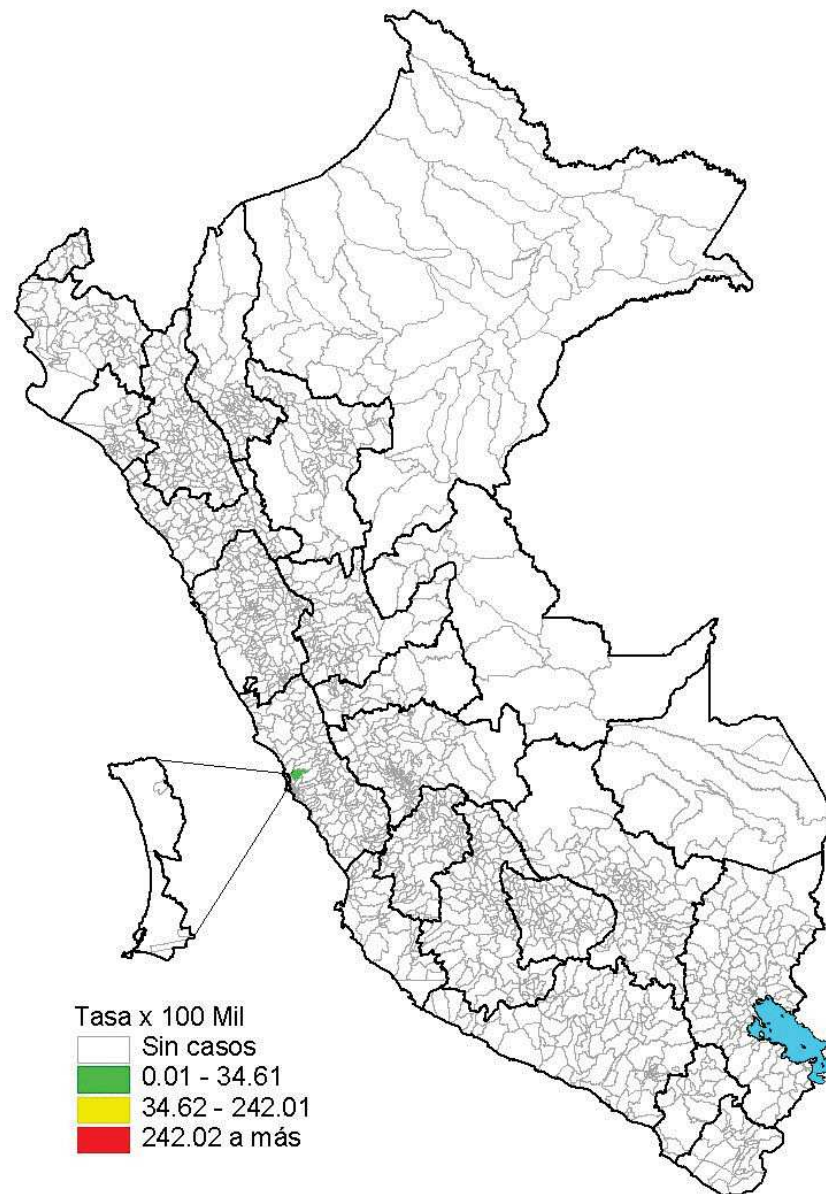 Tasa x 100 Mil
Sin casos
0.01 - 34.61
34.62 - 242.01
242.02 a más